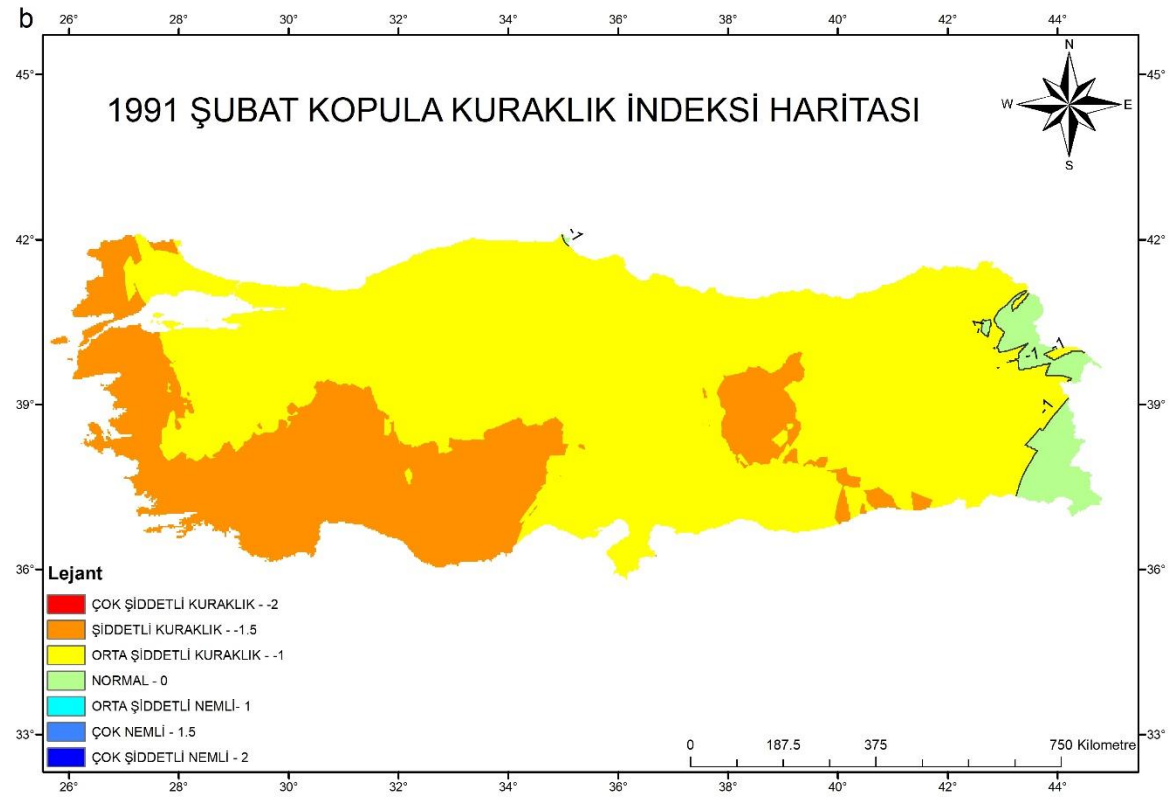 b
26° 28° 30° 32° 34° 36° 38° 40° 42° 44°
45° 45°
1991 ŞUBAT KOPULA KURAKLIK İNDEKSİ HARİTASI
N
W E
S
42° 42°
-1
-1
-1
-1
39° 39°
-1
36° 36°
Lejant
ÇOK ŞİDDETLİ KURAKLIK - -2
ŞİDDETLİ KURAKLIK - -1.5
ORTA ŞİDDETLİ KURAKLIK - -1
NORMAL - 0
ORTA ŞİDDETLİ NEMLİ- 1
ÇOK NEMLİ - 1.5
ÇOK ŞİDDETLİ NEMLİ - 2
33° 33°
0 187.5 375 750 Kilometre
26° 28° 30° 32° 34° 36° 38° 40° 42° 44°